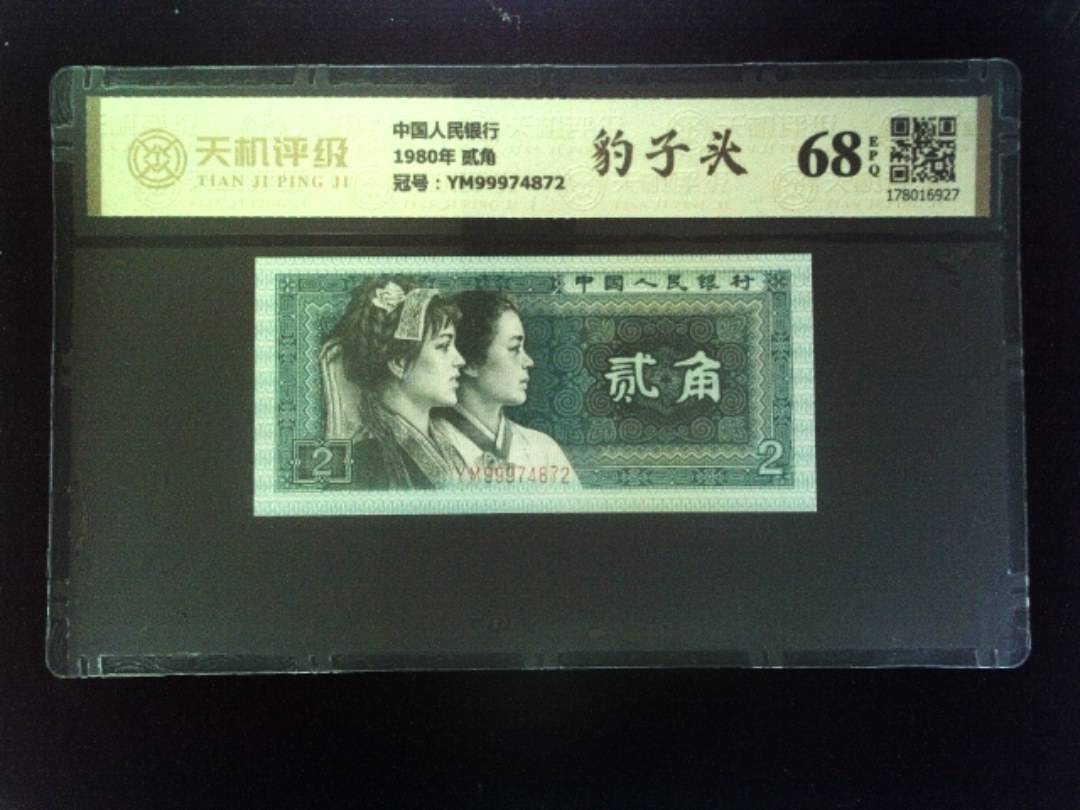 天机评级
TIAN JI PING JI
中国人民银行
1980年 贰角
冠号：YM99974872
豹子头
68
EPQ
178016927
中国人民银行
贰角
2
2
YM99974872